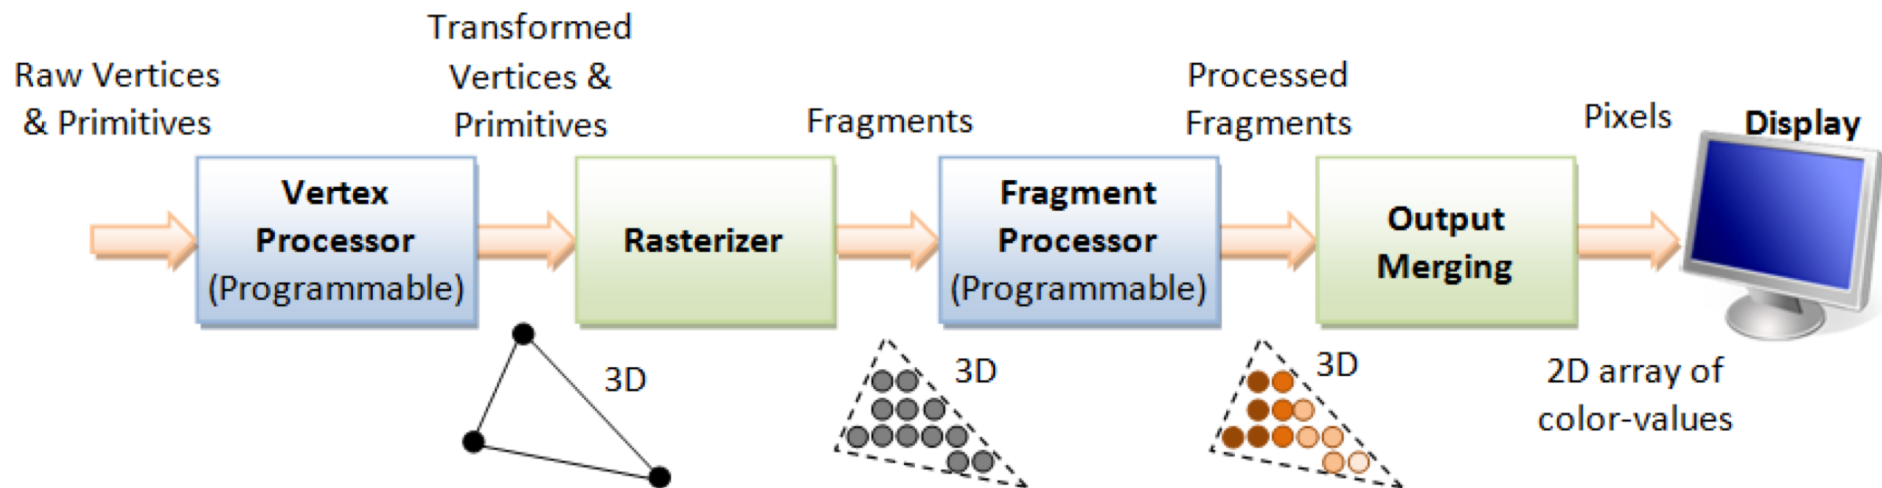 Raw Vertices
& Primitives
Transformed
Vertices &
Primitives
Fragments
Processed
Fragments
Pixels
Display
Vertex
Processor
(Programmable)
Rasterizer
Fragment
Processor
(Programmable)
Output
Merging
3D
3D
3D
2D array of
color-values